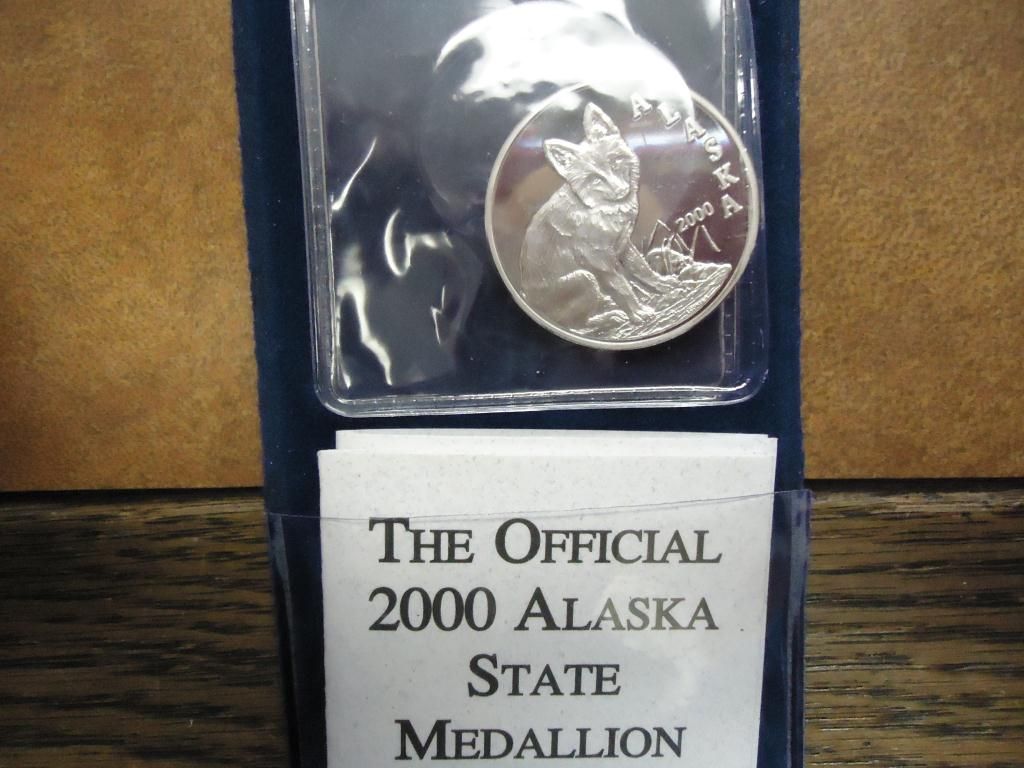 ALASKA
2000
THE OFFICIAL
2000 ALASKA
STATE
MEDALLION